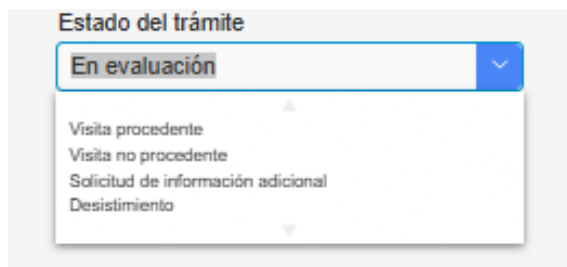 Estado del trámite
En evaluación
Visita procedente
Visita no procedente
Solicitud de información adicional
Desistimiento